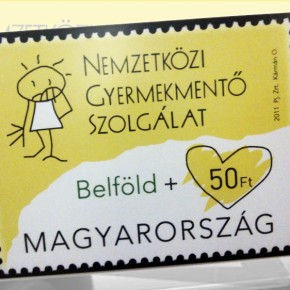 NEMZETKÖZI
GYERMEKMENTŐ
SZOLGÁLAT
2011 Pj. Zrt. Kármán O.
Belföld + 50Ft
MAGYARORSZÁG